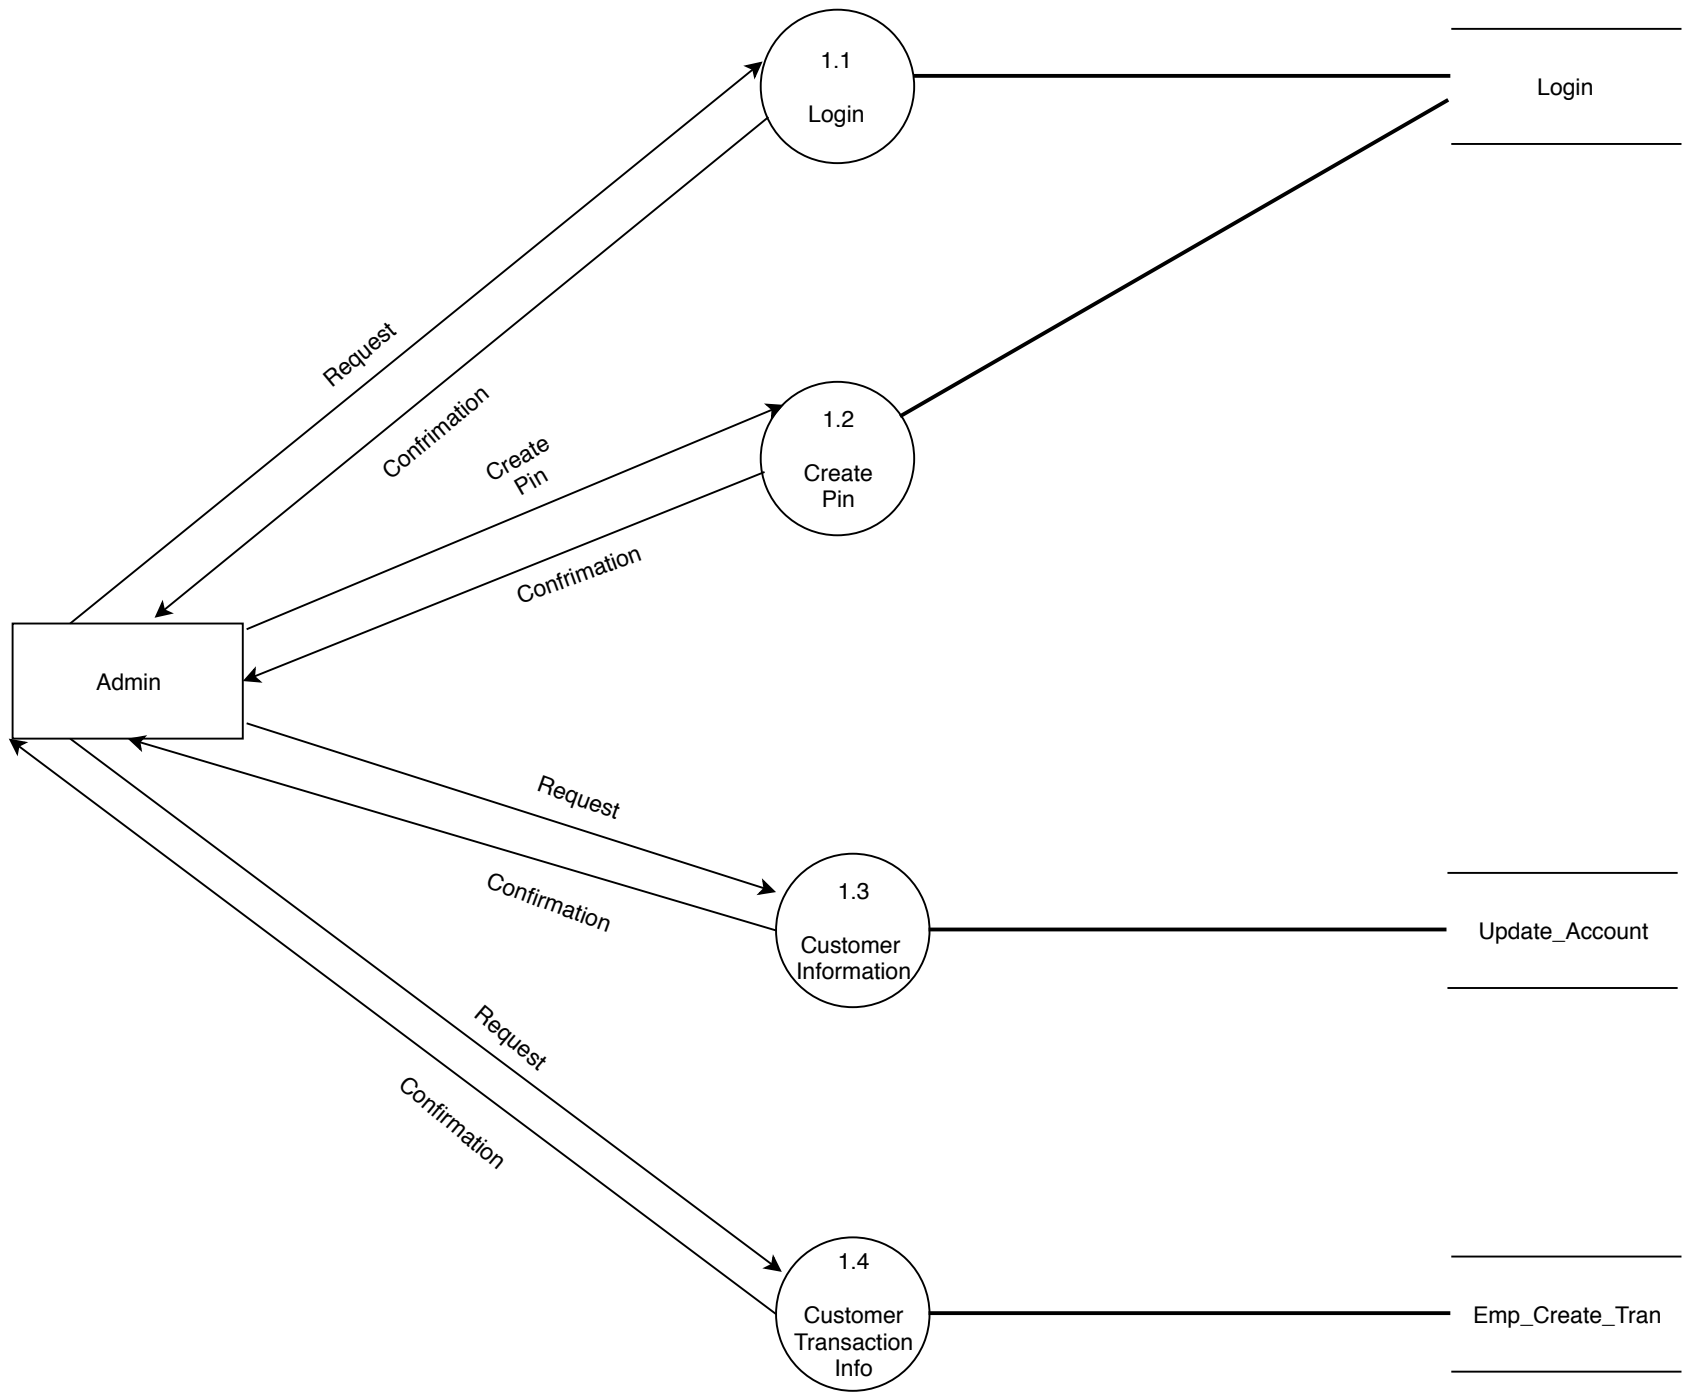 1.1
Login
Login
Request
Confrimation
Create
Pin
1.2
Create
Pin
Confrimation
Admin
Request
Confirmation
1.3
Customer
Information
Update_Account
Request
Confirmation
1.4
Customer
Transaction
Info
Emp_Create_Tran